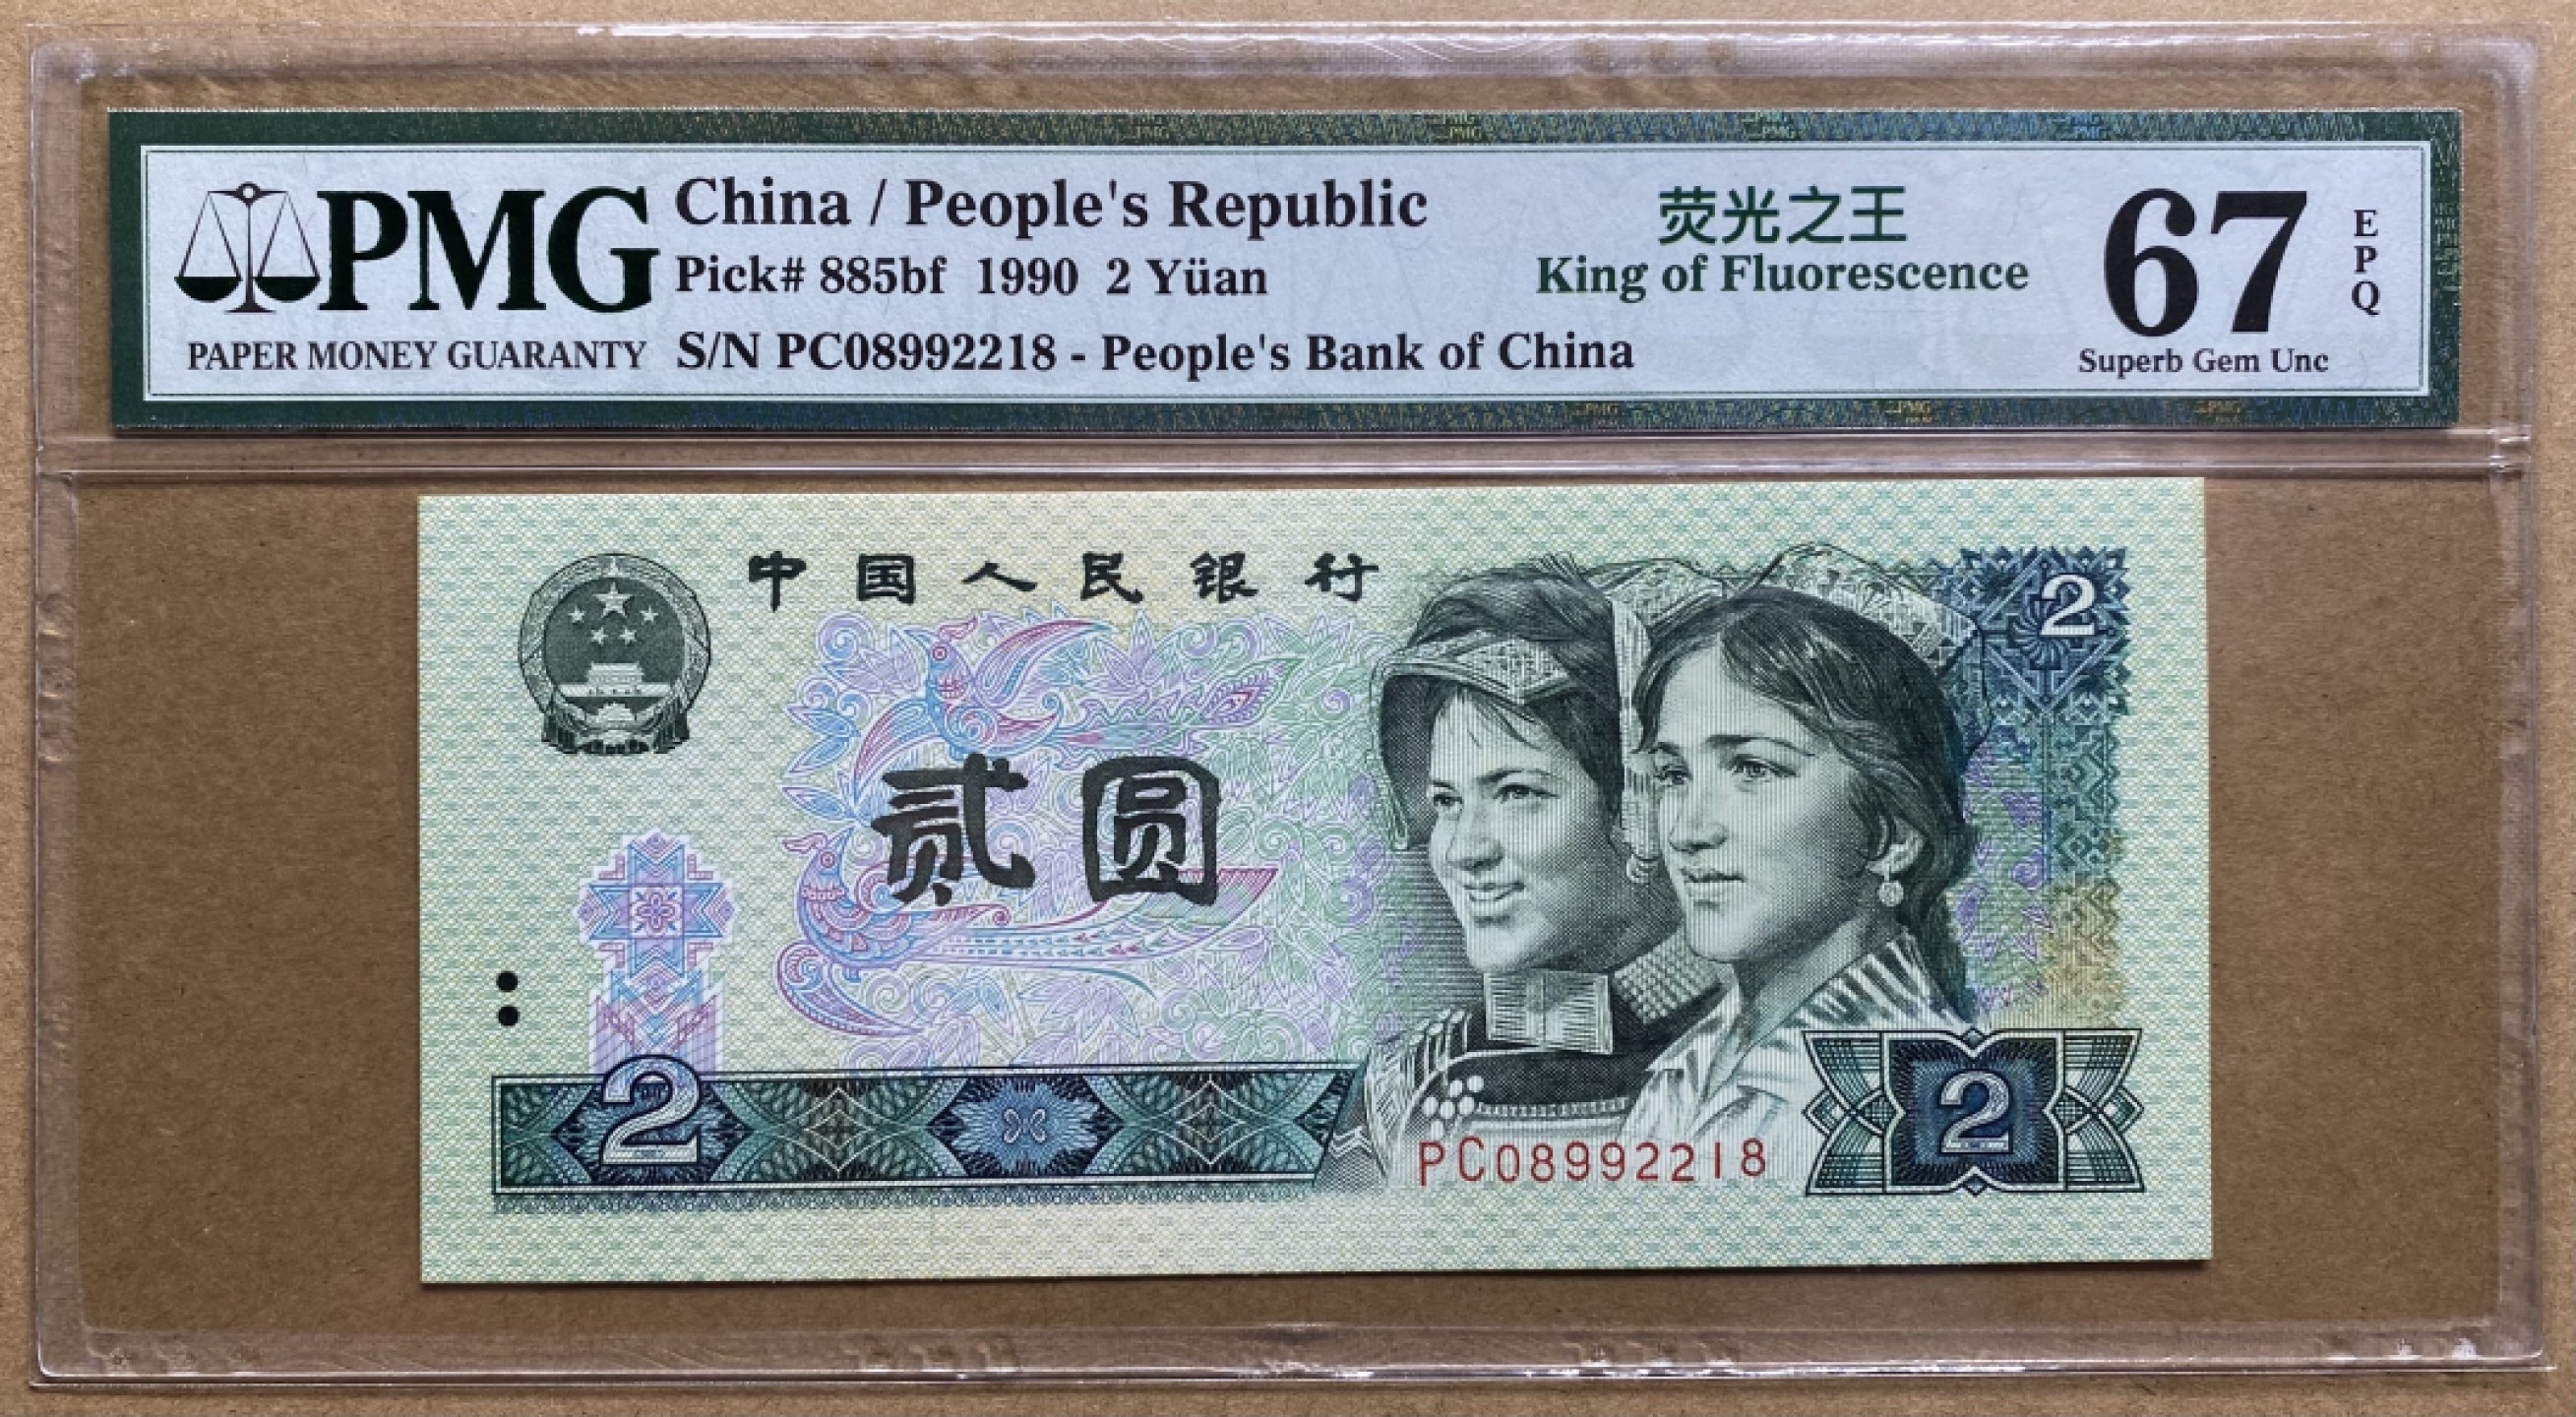 PMG
PAPER MONEY GUARANTY
China / People's Republic
Pick# 885bf 1990 2 Yüan
S/N PC08992218 - People's Bank of China
荧光之王
King of Fluorescence
67
EPQ
Superb Gem Unc
中国人民银行
2
贰圆
2
2
PC08992218